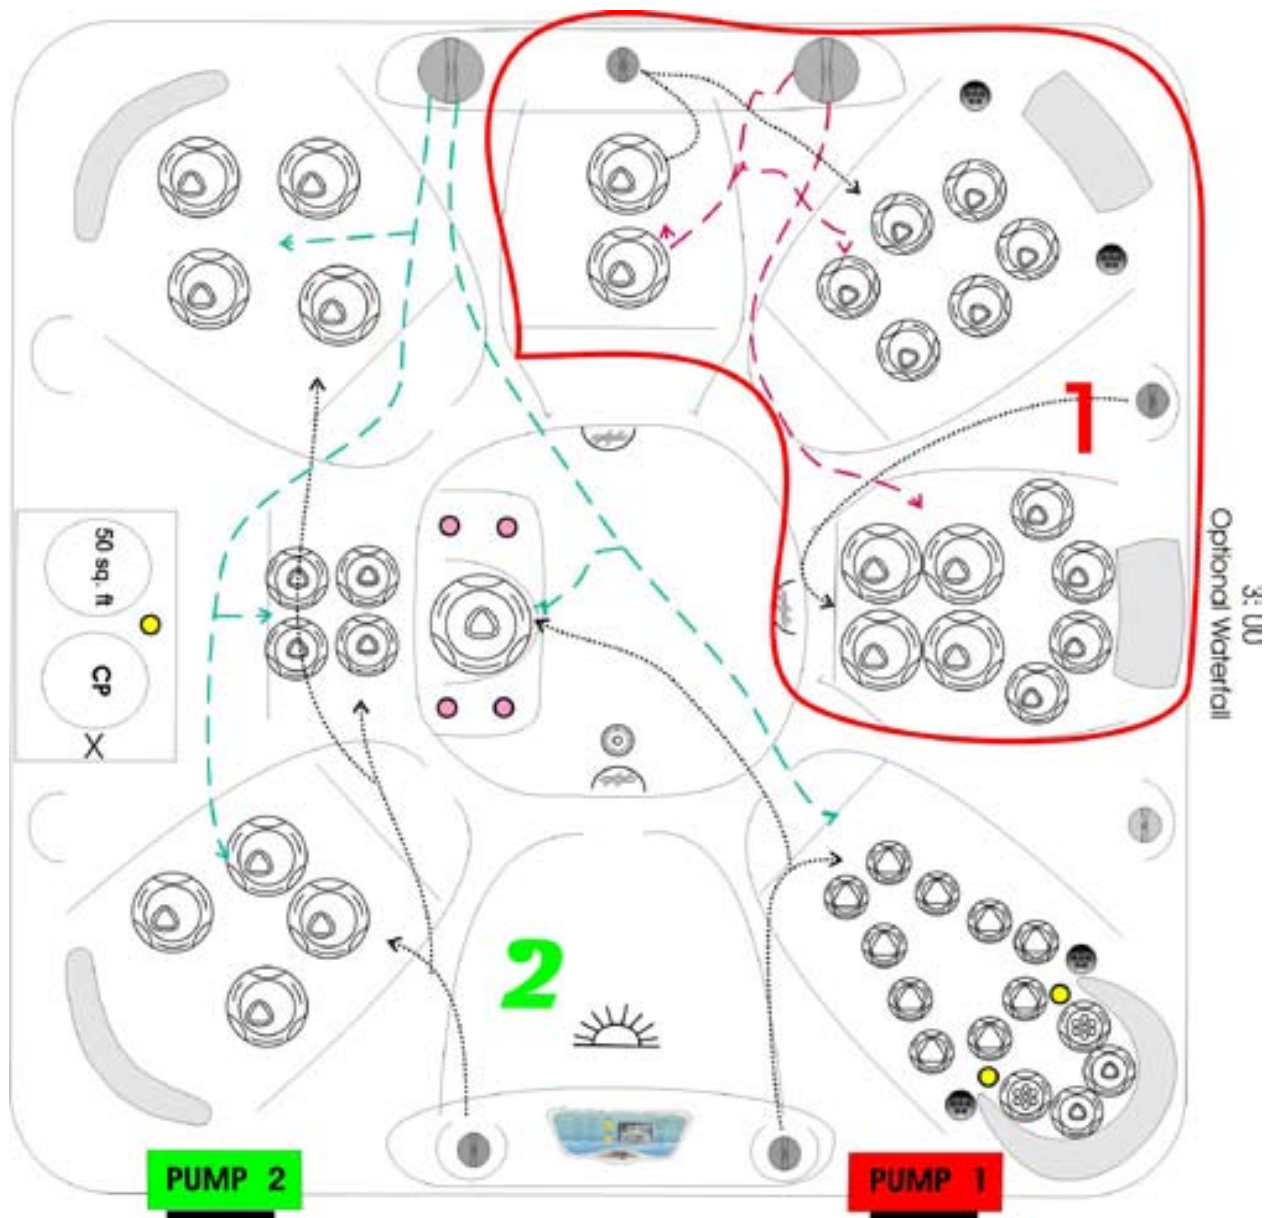 1
3: 00
Optional Waterfall
50 sq. ft
CP
X
2
PUMP 2
PUMP 1